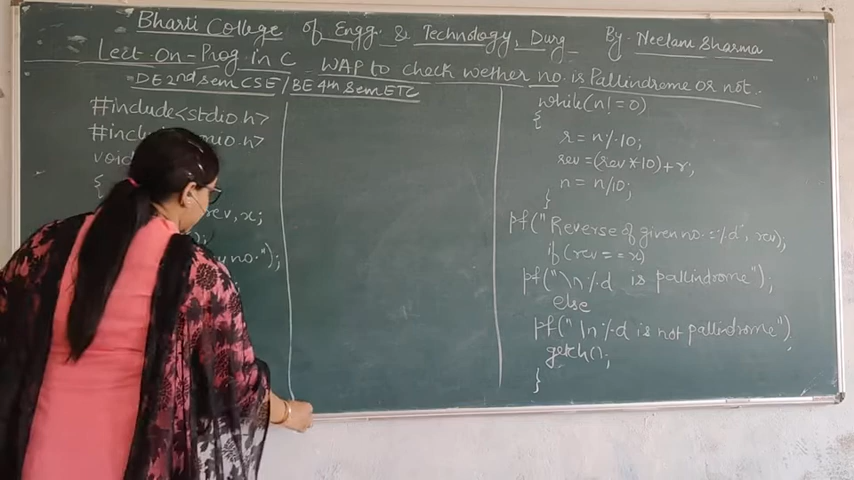 Bharti College of Engg. & Technology, Durg By - Neelam Sharma
Lect-On-Prog. in C WAP to check wether no. is Pallindrome or not.
DE 2nd sem CSE / BE 4th Sem ETC
#include<stdio.h>
{
rev, x;
no.");
while(n!=0)
{
r = n%10;
rev = (rev*10)+r;
n = n/10;
}
pf("Reverse of given no. = %d", rev);
if (rev == x)
pf("\n %d is pallindrome");
else
pf("\n %d is not pallindrome");
getch();
}